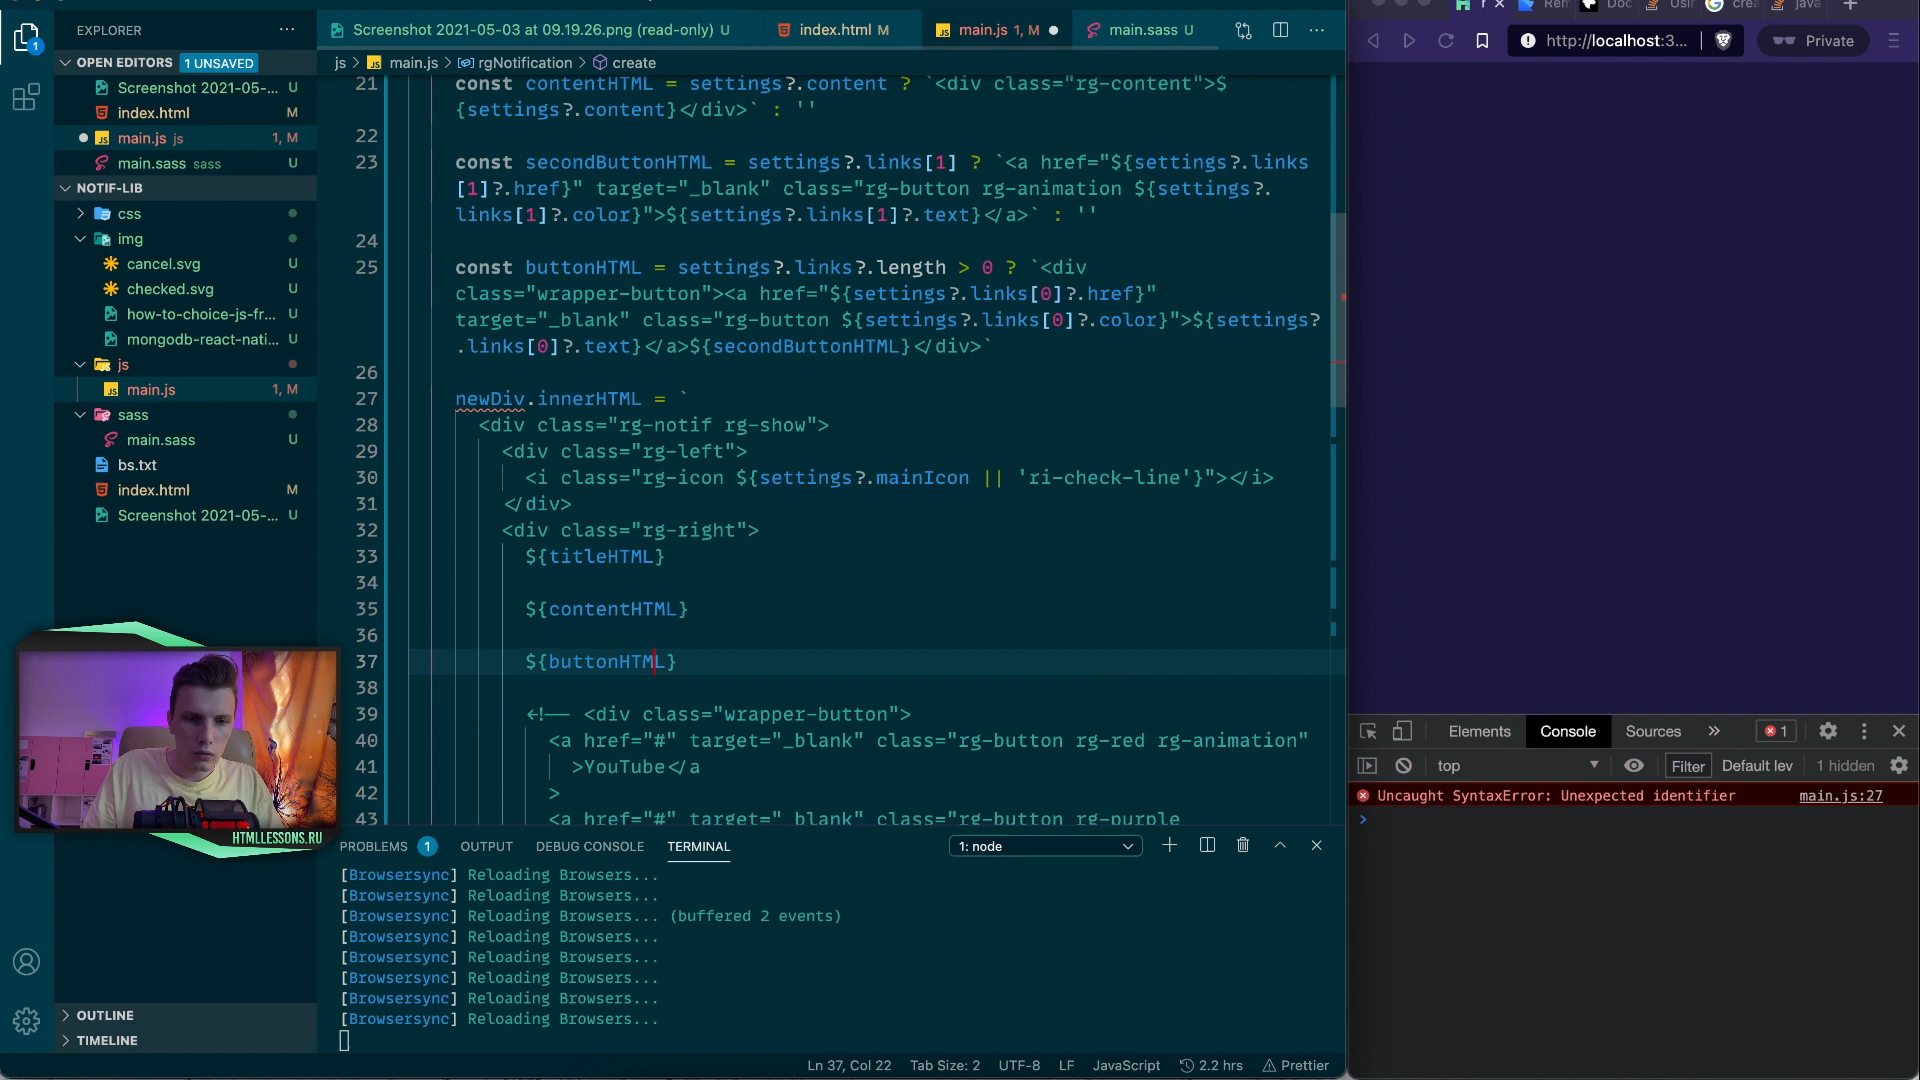 EXPLORER
OPEN EDITORS 1 UNSAVED
Screenshot 2021-05-... U
index.html M
main.js js 1, M
main.sass sass U
NOTIF-LIB
css
img
cancel.svg U
checked.svg U
how-to-choice-js-fr... U
mongodb-react-nati... U
js
main.js 1, M
sass
main.sass U
bs.txt
index.html M
Screenshot 2021-05-... U
OUTLINE
TIMELINE
1
HTMLLESSONS.RU
Screenshot 2021-05-03 at 09.19.26.png (read-only) U
index.html M
main.js 1, M
main.sass U
js > main.js > rgNotification > create
21 const contentHTML = settings?.content ? `<div class="rg-content">$
{settings?.content}</div>` : ''
22
23 const secondButtonHTML = settings?.links[1] ? `<a href="${settings?.links
[1]?.href}" target="_blank" class="rg-button rg-animation ${settings?.
links[1]?.color}">${settings?.links[1]?.text}</a>` : ''
24
25 const buttonHTML = settings?.links?.length > 0 ? `<div
class="wrapper-button"><a href="${settings?.links[0]?.href}"
target="_blank" class="rg-button ${settings?.links[0]?.color}">${settings?
.links[0]?.text}</a>${secondButtonHTML}</div>`
26
27 newDiv.innerHTML = `
28 <div class="rg-notif rg-show">
29 <div class="rg-left">
30 <i class="rg-icon ${settings?.mainIcon || 'ri-check-line'}"></i>
31 </div>
32 <div class="rg-right">
33 ${titleHTML}
34
35 ${contentHTML}
36
37 ${buttonHTML}
38
39 <!-- <div class="wrapper-button">
40 <a href="#" target="_blank" class="rg-button rg-red rg-animation"
41 >YouTube</a
42 >
43 <a href="#" target="_blank" class="rg-button rg-purple
PROBLEMS 1 OUTPUT DEBUG CONSOLE TERMINAL 1: node
[Browsersync] Reloading Browsers...
[Browsersync] Reloading Browsers...
[Browsersync] Reloading Browsers... (buffered 2 events)
[Browsersync] Reloading Browsers...
[Browsersync] Reloading Browsers...
[Browsersync] Reloading Browsers...
[Browsersync] Reloading Browsers...
[Browsersync] Reloading Browsers...
Ln 37, Col 22 Tab Size: 2 UTF-8 LF JavaScript 2.2 hrs Prettier
http://localhost:3... Private
Elements Console Sources 1
top Filter Default lev 1 hidden
Uncaught SyntaxError: Unexpected identifier main.js:27